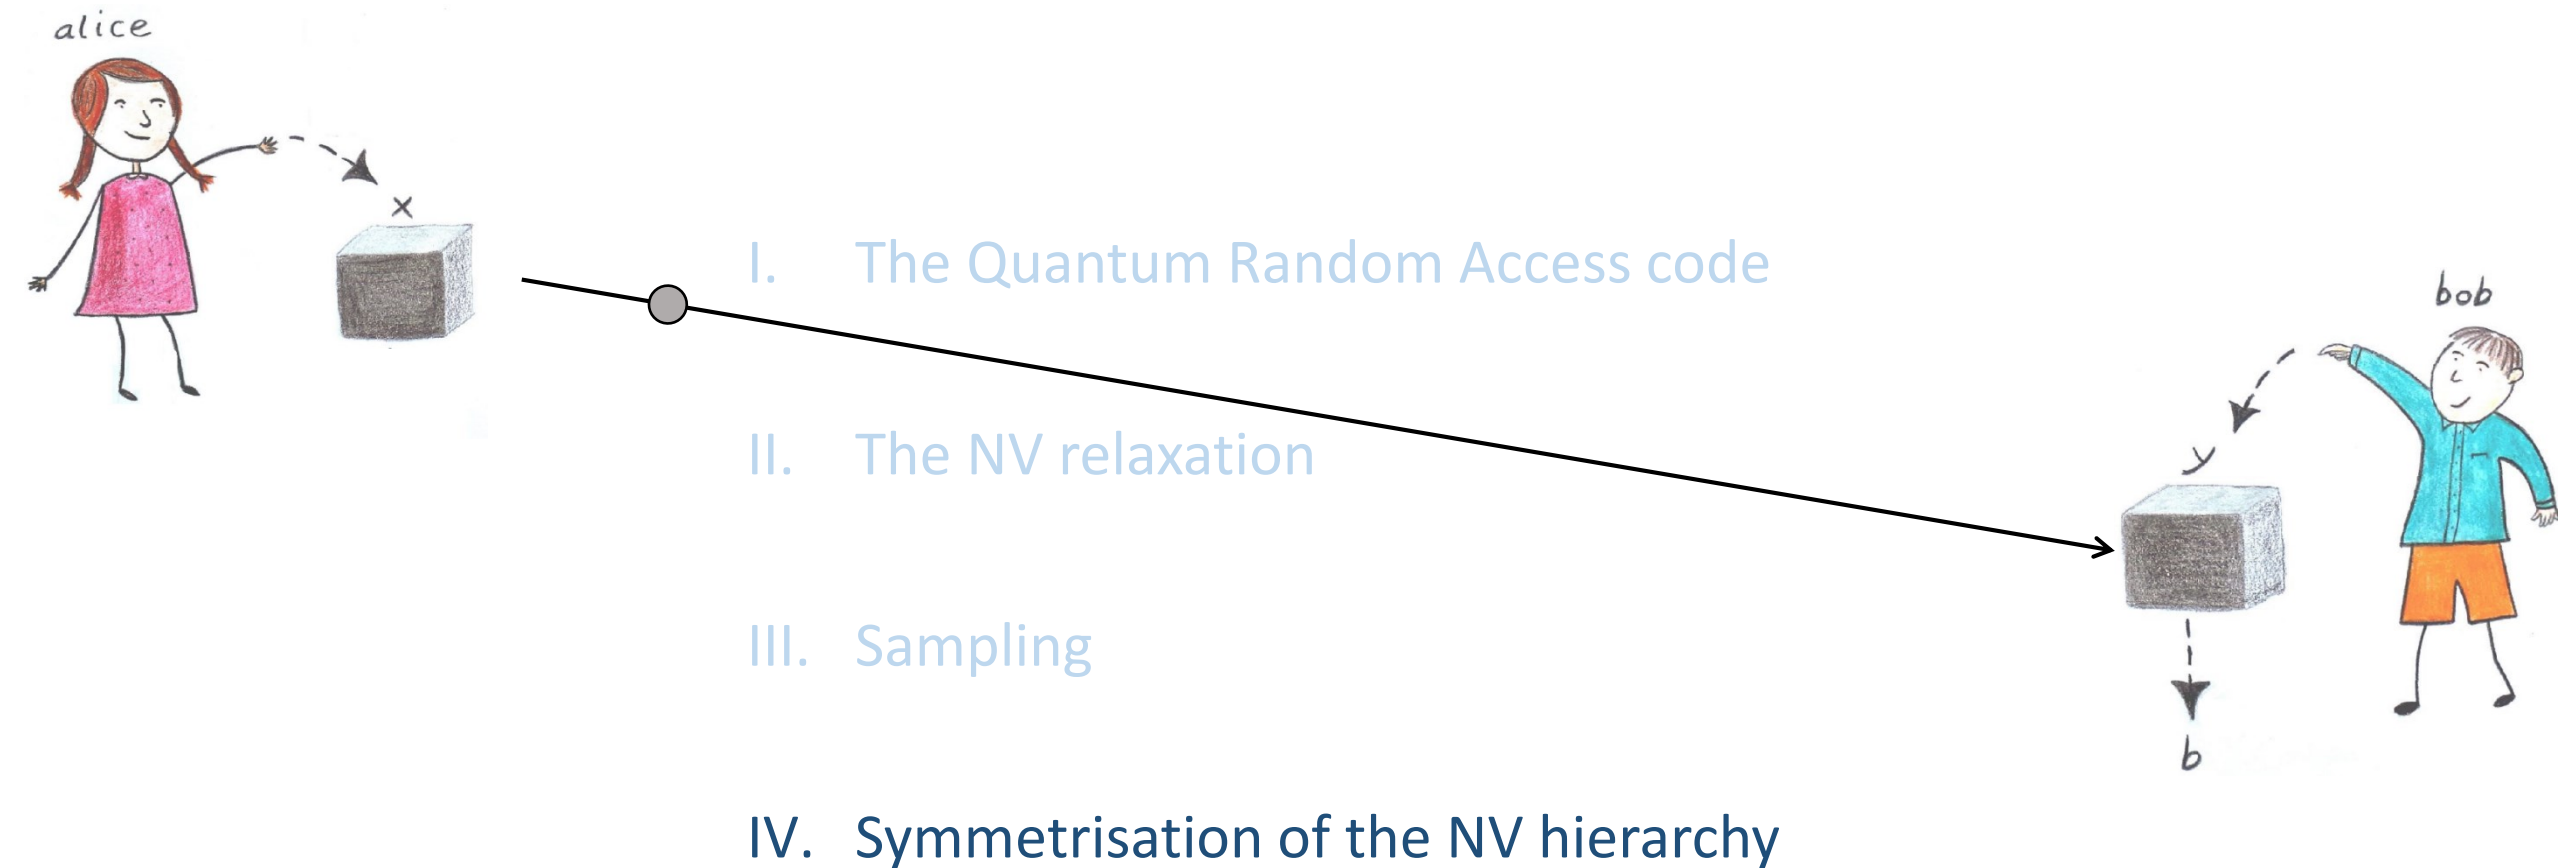 alice
x
I. The Quantum Random Access code
bob
II. The NV relaxation
y
III. Sampling
b
IV. Symmetrisation of the NV hierarchy